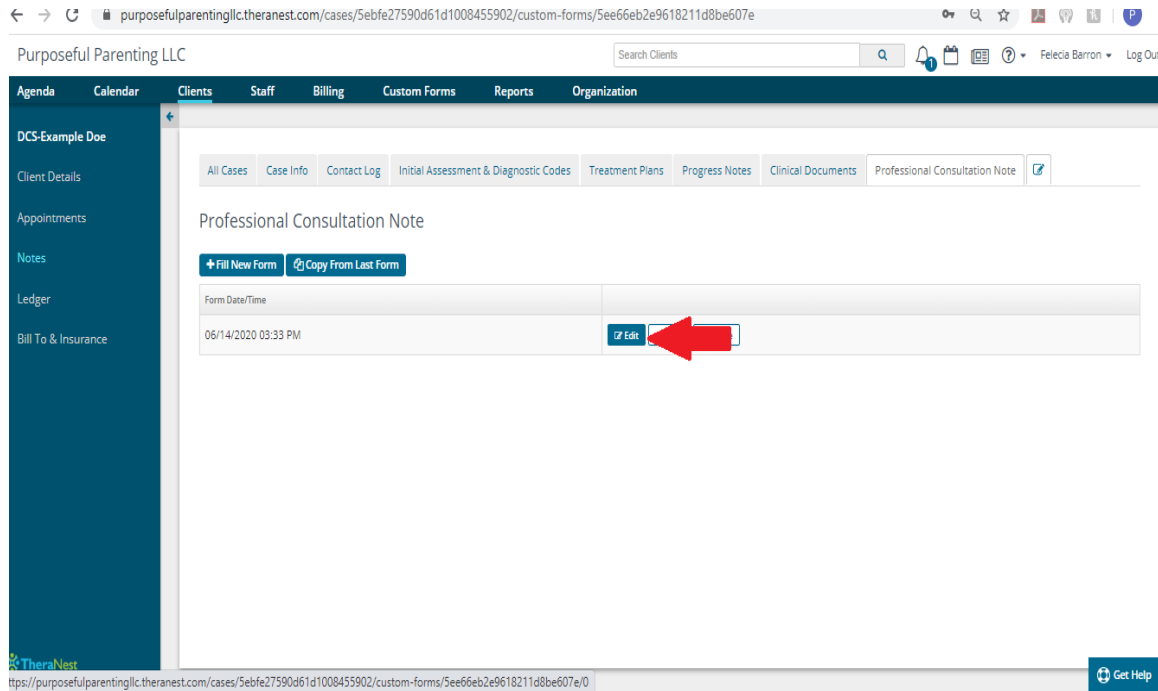 purposefulparentingllc.theranest.com/cases/5ebfe27590d61d1008455902/custom-forms/5ee66eb2e9618211d8be607e
P
Purposeful Parenting LLC
Search Clients
1
Felecia Barron
Log Ou
Agenda Calendar Clients Staff Billing Custom Forms Reports Organization
DCS-Example Doe
Client Details
Appointments
Notes
Ledger
Bill To & Insurance
All Cases Case Info Contact Log Initial Assessment & Diagnostic Codes Treatment Plans Progress Notes Clinical Documents Professional Consultation Note
Professional Consultation Note
Fill New Form Copy From Last Form
Form Date/Time
06/14/2020 03:33 PM Edit
TheraNest
ttps://purposefulparentingllc.theranest.com/cases/5ebfe27590d61d1008455902/custom-forms/5ee66eb2e9618211d8be607e/0
Get Help